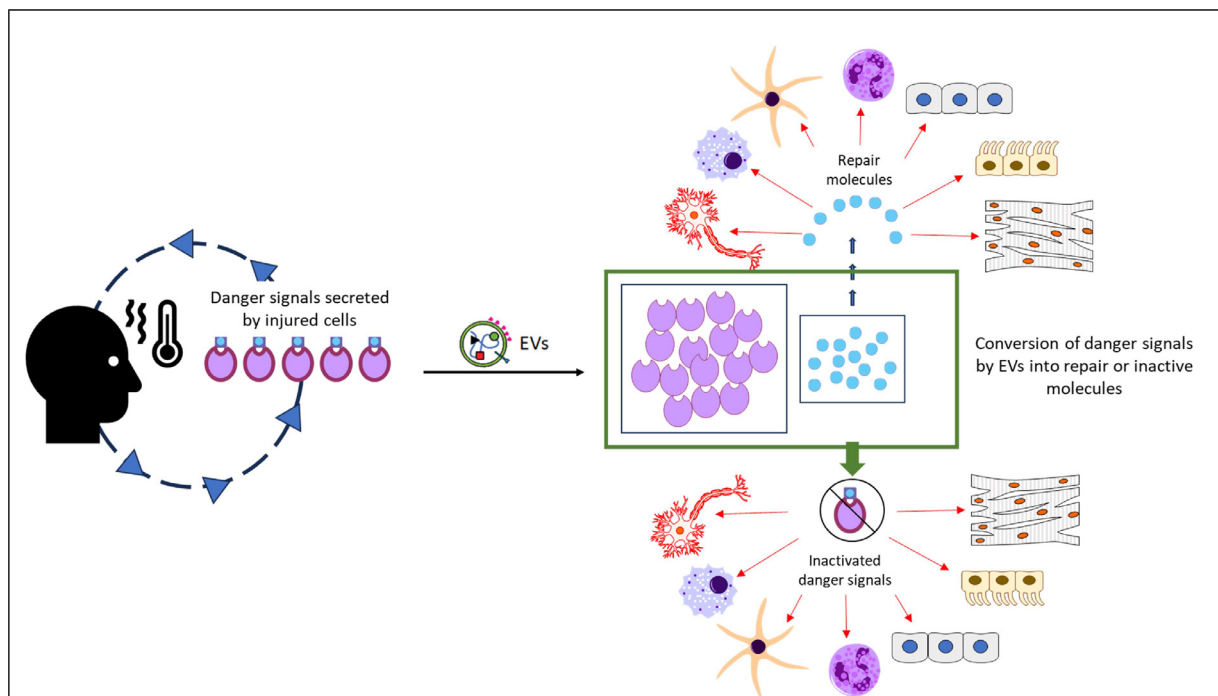 Repair
molecules
Danger signals secreted
by injured cells
EVs
Conversion of danger signals
by EVs into repair or inactive
molecules
Inactivated
danger signals